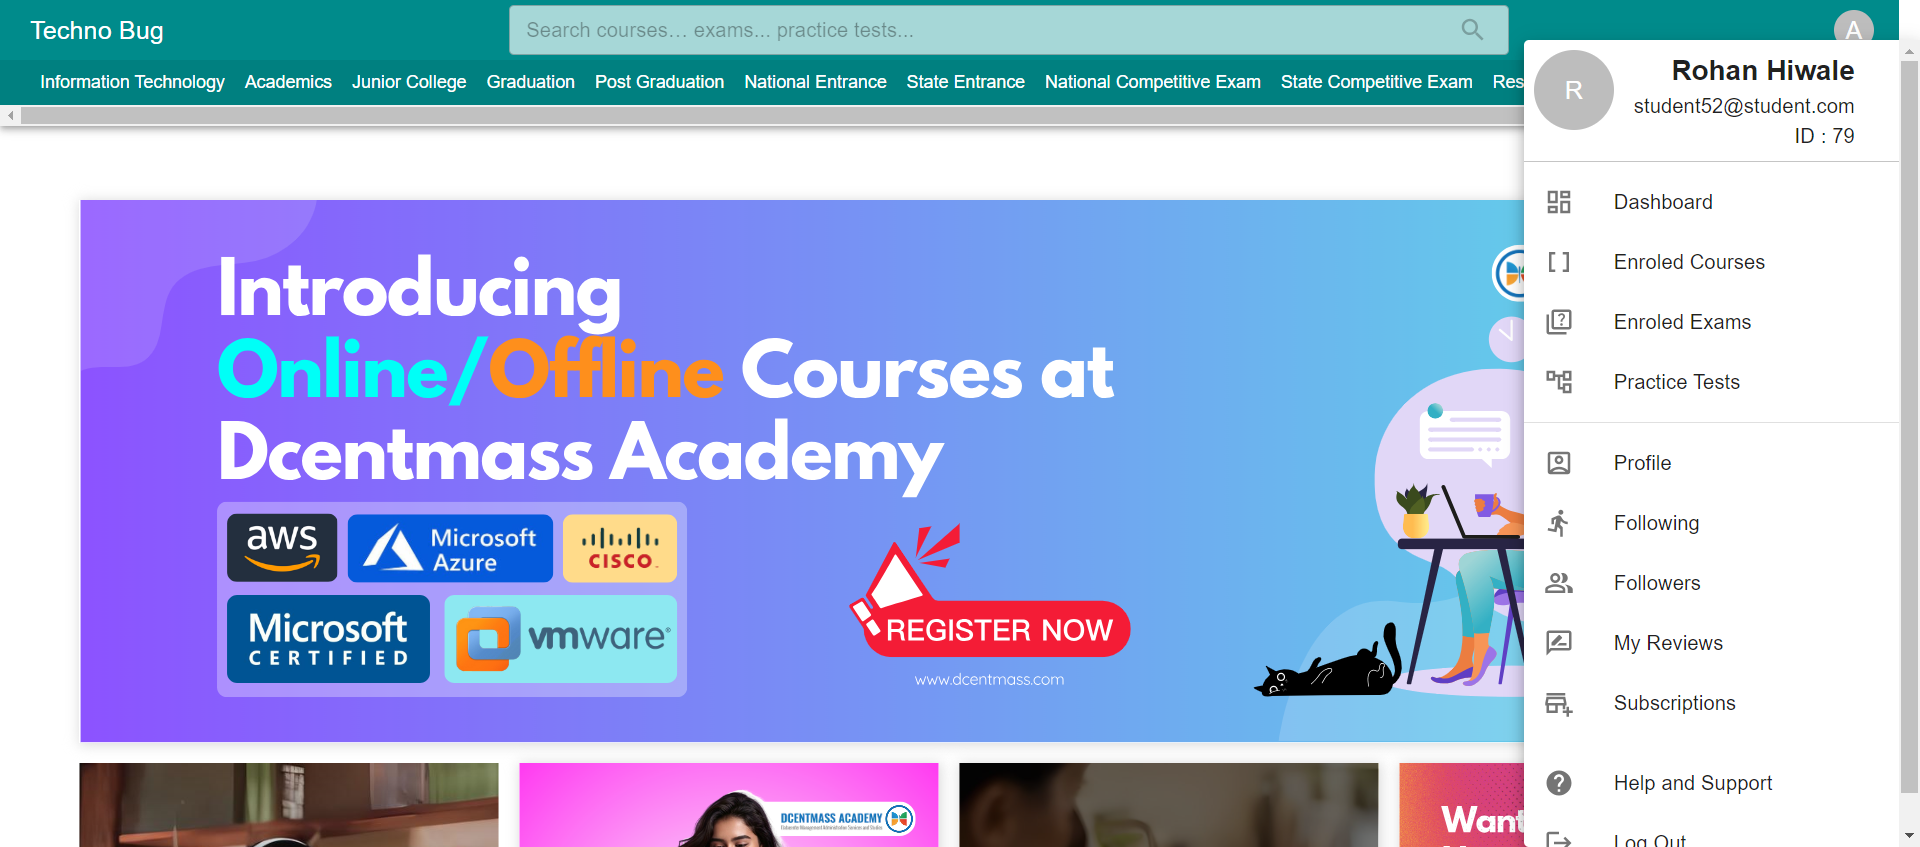 Techno Bug
Search courses... exams... practice tests...
A
Information Technology Academics Junior College Graduation Post Graduation National Entrance State Entrance National Competitive Exam State Competitive Exam Res
R
Rohan Hiwale
student52@student.com
ID : 79
Dashboard
Enroled Courses
Enroled Exams
Practice Tests
Profile
Following
Followers
My Reviews
Subscriptions
Help and Support
Log Out
Introducing
Online/Offline Courses at
Dcentmass Academy
aws
Microsoft
Azure
CISCO
Microsoft
CERTIFIED
vmware®
REGISTER NOW
www.dcentmass.com
DCENTMASS ACADEMY
Want